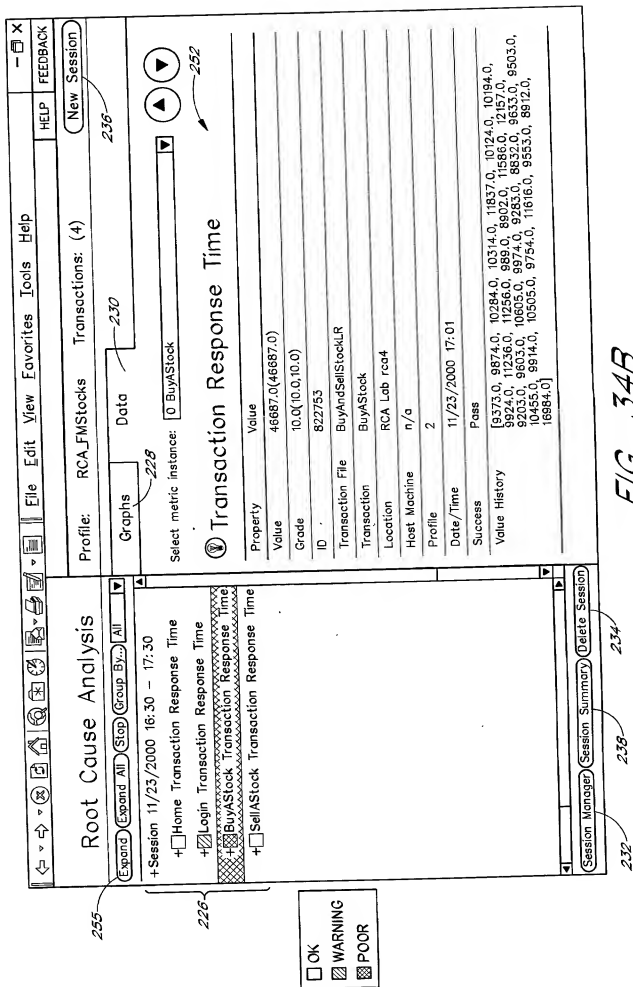 File Edit View Favorites Tools Help
HELP FEEDBACK
Root Cause Analysis
Profile: RCA_FMStocks Transactions: (4)
New Session
236
255
Expand Expand All Stop Group By... All
Graphs
228
Data
230
+Session 11/23/2000 16:30 - 17:30
+Home Transaction Response Time
+Login Transaction Response Time
+BuyAStock Transaction Response Time
+SellAStock Transaction Response Time
226
Select metric instance: 0 BuyAStock
252
Transaction Response Time
Property Value
Value 46687.0(46687.0)
Grade 10.0(10.0,10.0)
ID 822753
Transaction File BuyAndSellStockLR
Transaction BuyAStock
Location RCA Lab rca4
Host Machine n/a
Profile 2
Date/Time 11/23/2000 17:01
Success Pass
Value History [9373.0, 9874.0, 10284.0, 10314.0, 11837.0, 10124.0, 10194.0,
9924.0, 11236.0, 11256.0, 989.0, 8902.0, 11586.0, 12157.0,
9203.0, 9603.0, 10605.0, 9974.0, 9283.0, 8832.0, 9633.0, 9503.0,
10455.0, 9914.0, 10505.0, 9754.0, 11616.0, 9553.0, 8912.0,
16984.0]
Session Manager Session Summary Delete Session
232
238
234
OK
WARNING
POOR
FIG. 34B